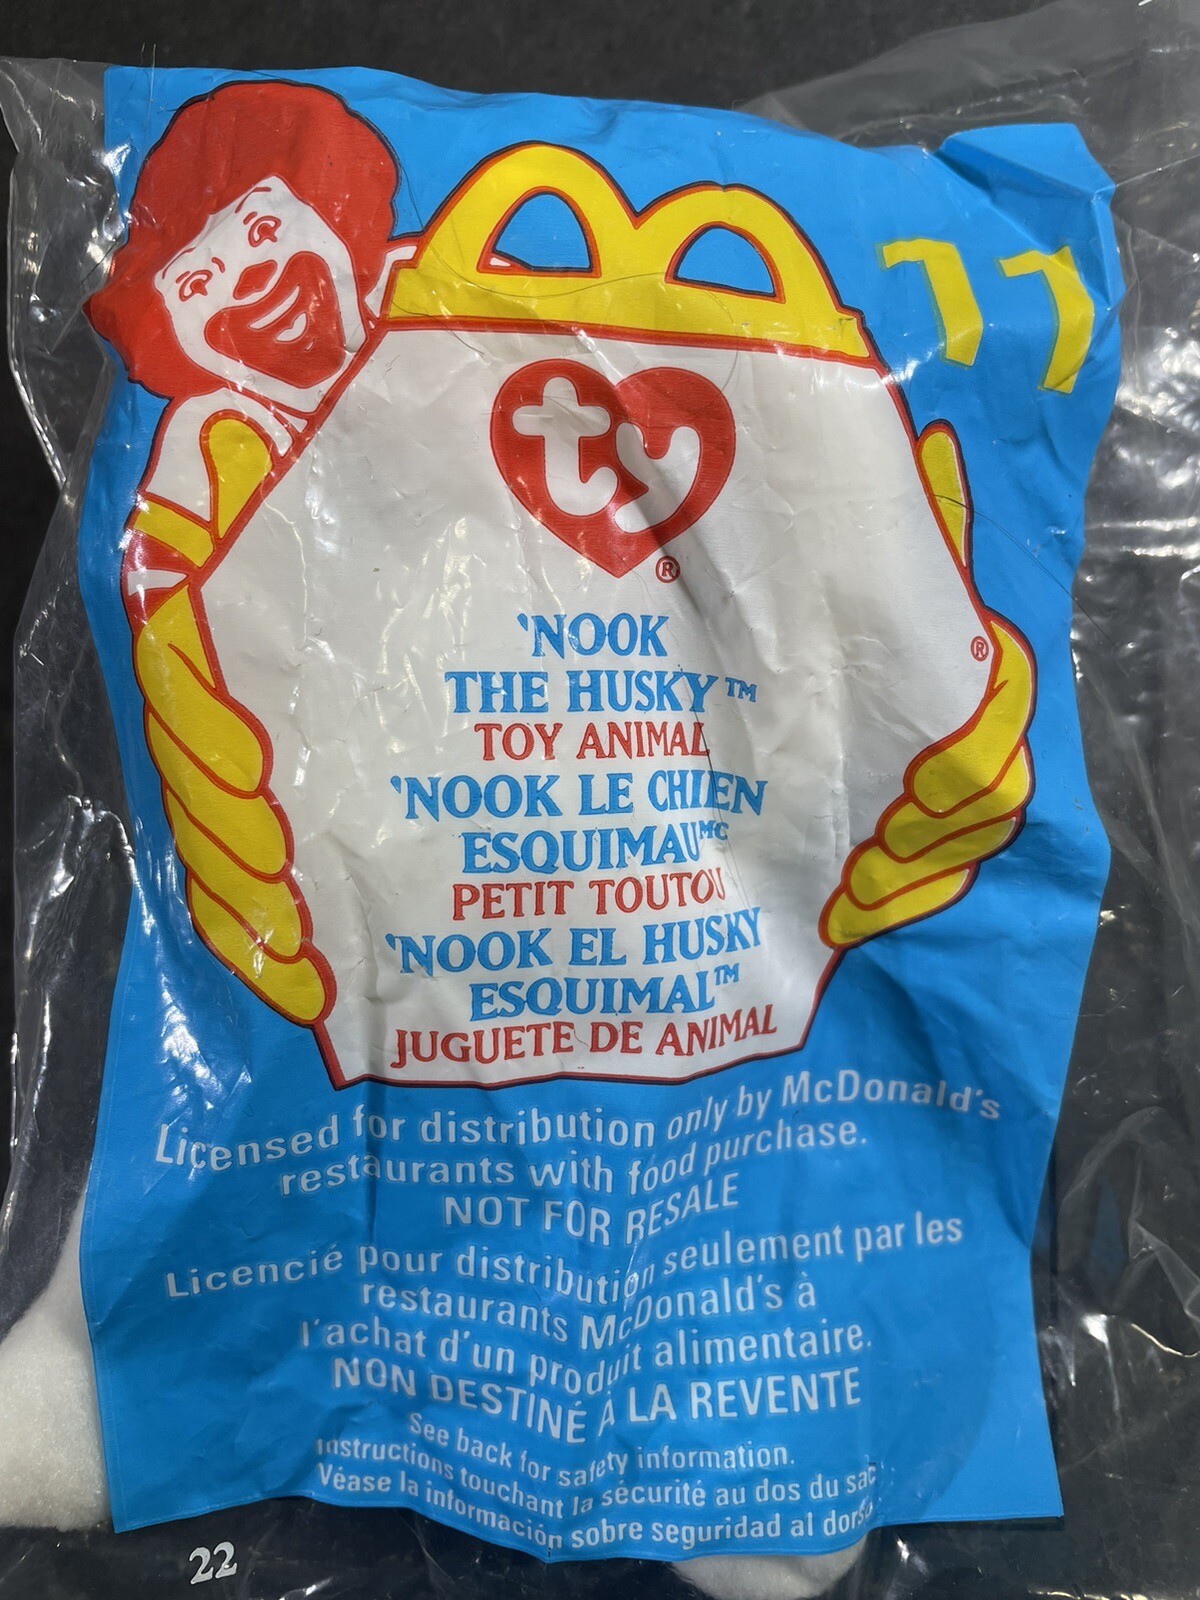 11
ty
®
'NOOK
THE HUSKY™
®
TOY ANIMAL
'NOOK LE CHIEN
ESQUIMAUᴹᶜ
PETIT TOUTOU
'NOOK EL HUSKY
ESQUIMAL™
JUGUETE DE ANIMAL
Licensed for distribution only by McDonald's
restaurants with food purchase.
NOT FOR RESALE
Licencié pour distribution seulement par les
restaurants McDonald's à
l'achat d'un produit alimentaire.
NON DESTINÉ À LA REVENTE
See back for safety information.
Instructions touchant la sécurité au dos du sac
Véase la información sobre seguridad al dorso
22